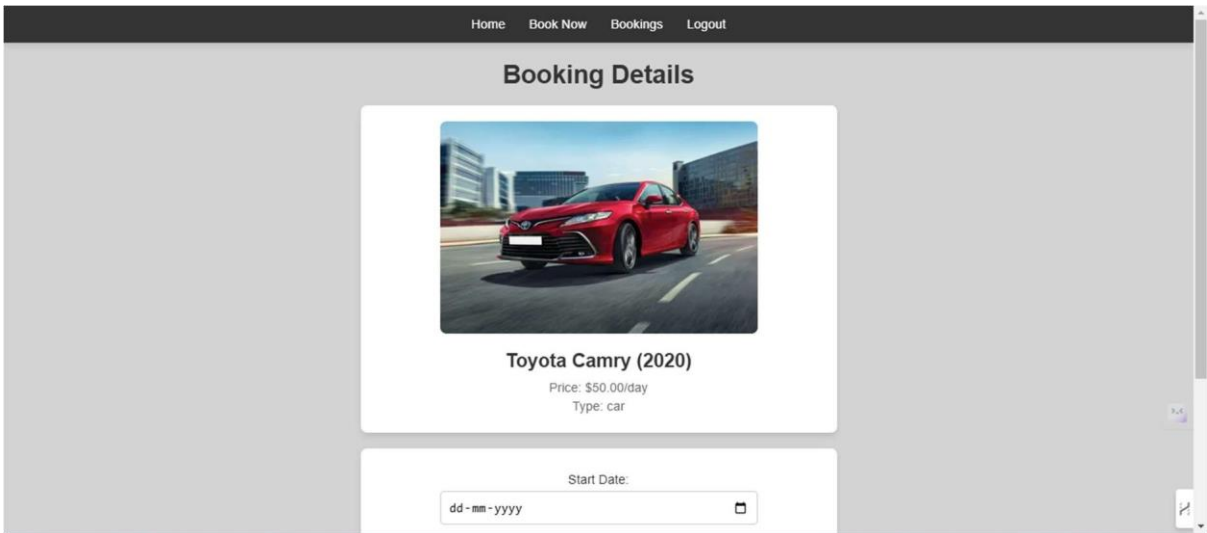 Home Book Now Bookings Logout
Booking Details
Toyota Camry (2020)
Price: $50.00/day
Type: car
Start Date:
dd-mm-yyyy